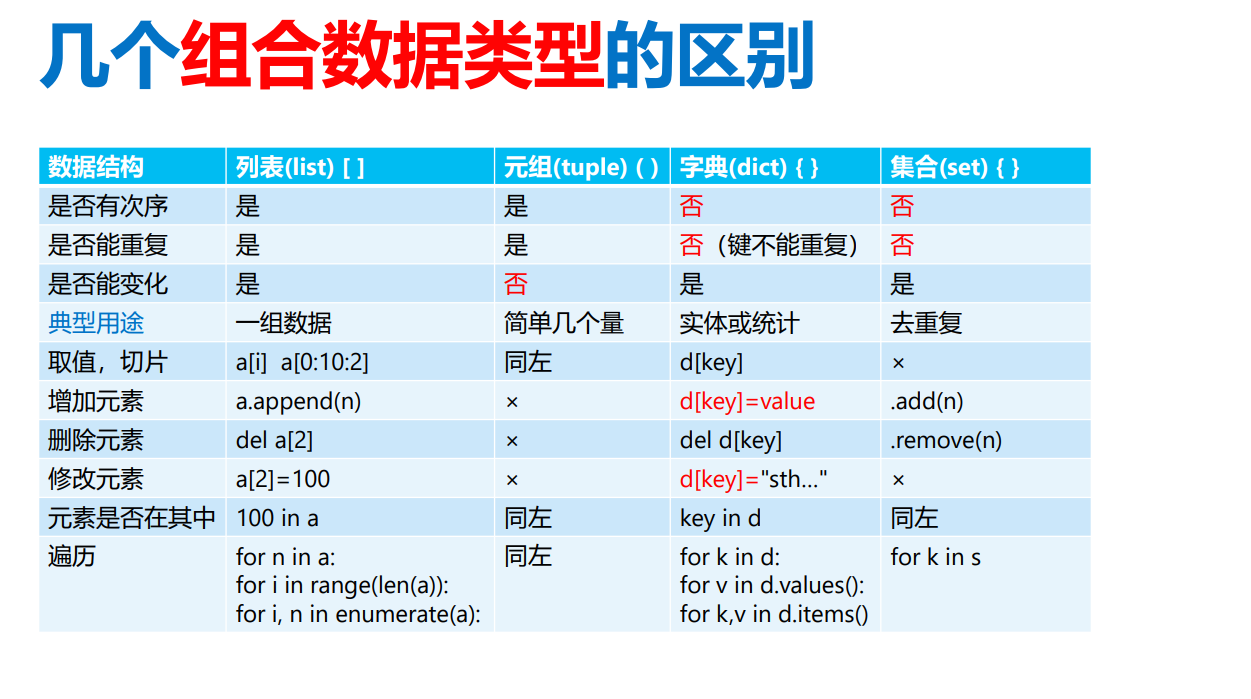 几个组合数据类型的区别
数据结构 列表(list) [ ] 元组(tuple) ( ) 字典(dict) { } 集合(set) { }
是否有次序 是 是 否 否
是否能重复 是 是 否（键不能重复） 否
是否能变化 是 否 是 是
典型用途 一组数据 简单几个量 实体或统计 去重复
取值，切片 a[i]  a[0:10:2] 同左 d[key] ×
增加元素 a.append(n) × d[key]=value .add(n)
删除元素 del a[2] × del d[key] .remove(n)
修改元素 a[2]=100 × d[key]="sth..." ×
元素是否在其中 100 in a 同左 key in d 同左
遍历 for n in a: 同左 for k in d: for k in s
for i in range(len(a)): for v in d.values():
for i, n in enumerate(a): for k,v in d.items()